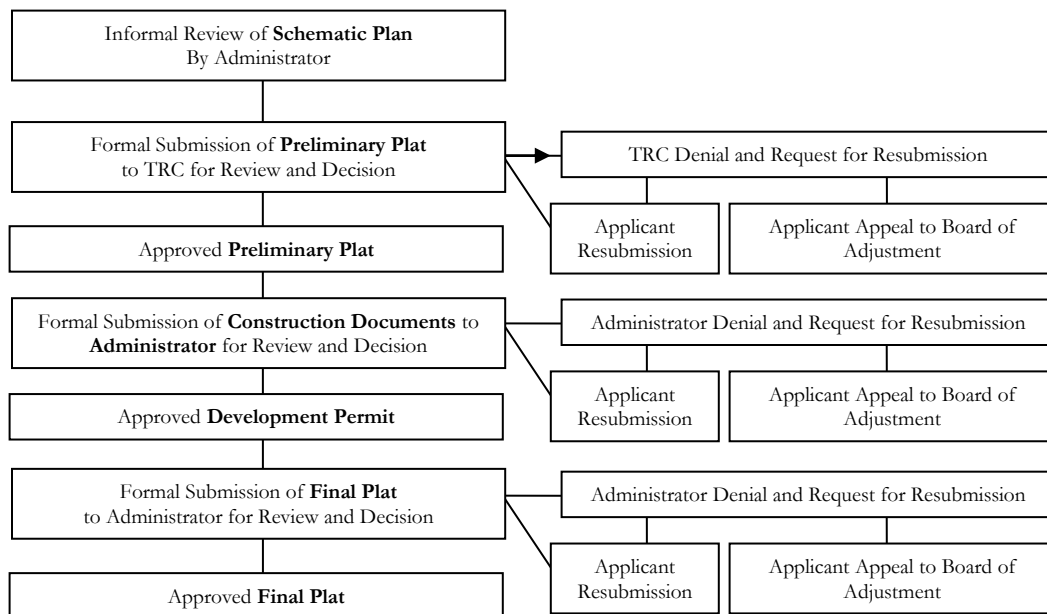 Informal Review of Schematic Plan
By Administrator
Formal Submission of Preliminary Plat
to TRC for Review and Decision
TRC Denial and Request for Resubmission
Applicant
Resubmission
Applicant Appeal to Board of
Adjustment
Approved Preliminary Plat
Formal Submission of Construction Documents to
Administrator for Review and Decision
Administrator Denial and Request for Resubmission
Applicant
Resubmission
Applicant Appeal to Board of
Adjustment
Approved Development Permit
Formal Submission of Final Plat
to Administrator for Review and Decision
Administrator Denial and Request for Resubmission
Applicant
Resubmission
Applicant Appeal to Board of
Adjustment
Approved Final Plat